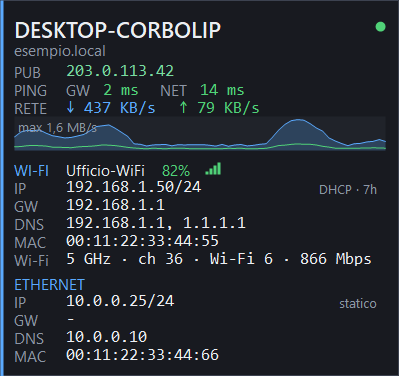 DESKTOP-CORBOLIP
esempio.local
PUB 203.0.113.42
PING GW 2 ms NET 14 ms
RETE ↓ 437 KB/s ↑ 79 KB/s
max 1,6 MB/s
WI-FI Ufficio-WiFi 82%
IP 192.168.1.50/24 DHCP · 7h
GW 192.168.1.1
DNS 192.168.1.1, 1.1.1.1
MAC 00:11:22:33:44:55
Wi-Fi 5 GHz · ch 36 · Wi-Fi 6 · 866 Mbps
ETHERNET
IP 10.0.0.25/24 statico
GW -
DNS 10.0.0.10
MAC 00:11:22:33:44:66